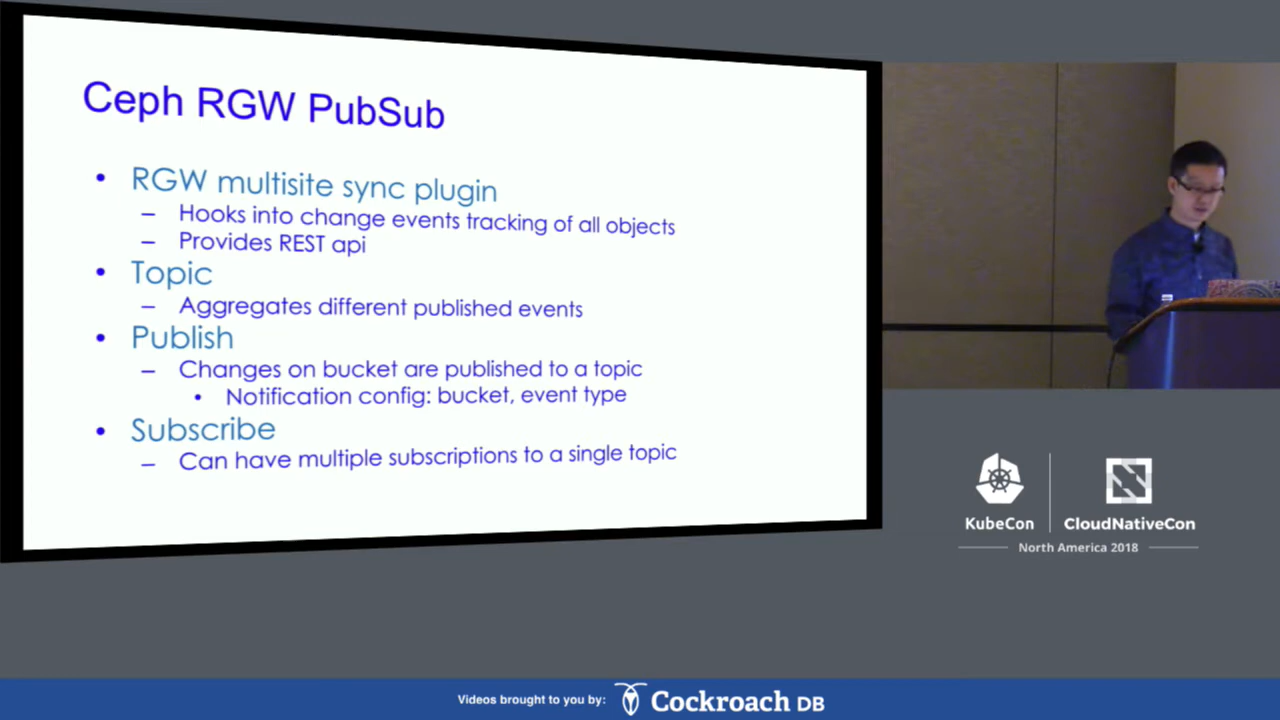 Ceph RGW PubSub
• RGW multisite sync plugin
– Hooks into change events tracking of all objects
– Provides REST api
• Topic
– Aggregates different published events
• Publish
– Changes on bucket are published to a topic
• Notification config: bucket, event type
• Subscribe
– Can have multiple subscriptions to a single topic
KubeCon
CloudNativeCon
North America 2018
Videos brought to you by: Cockroach DB